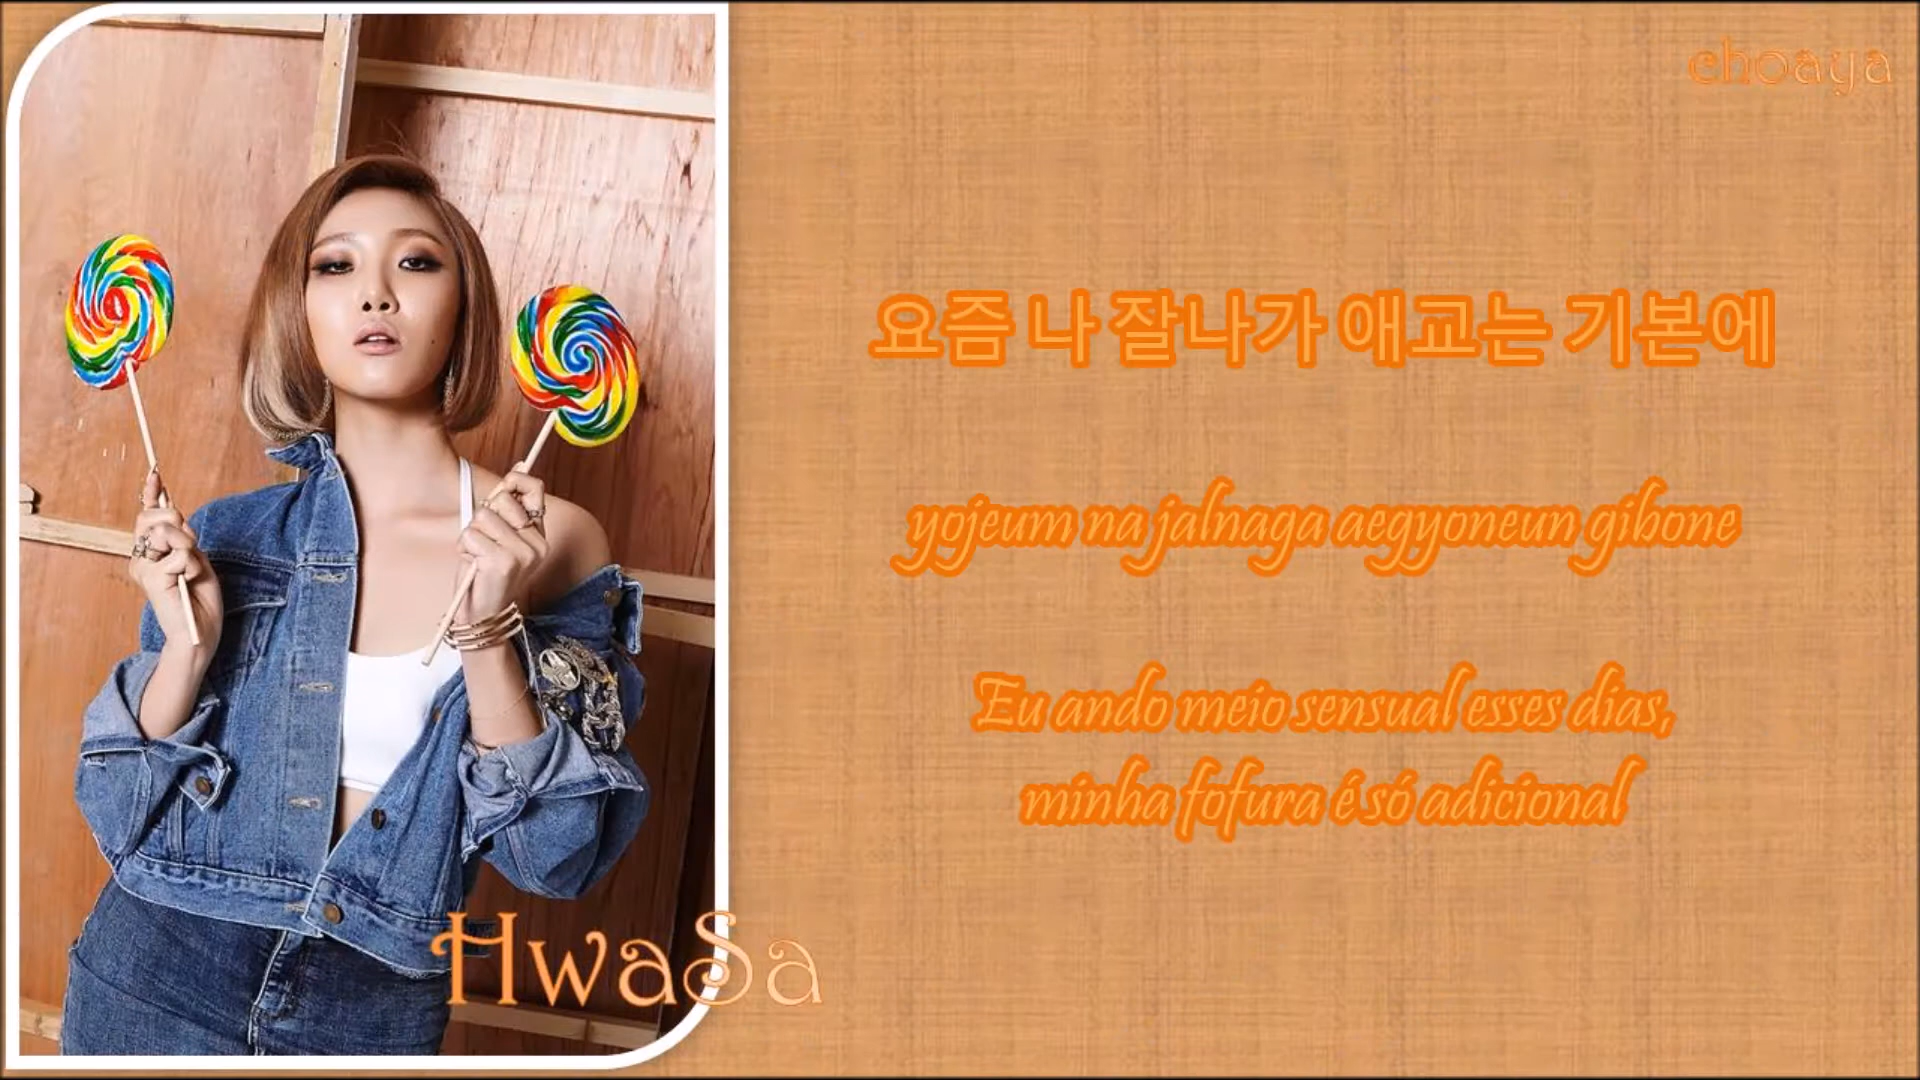 choaya
요즘 나 잘나가 애교는 기본에
yojeum na jalnaga aegyoneun gibone
Eu ando meio sensual esses dias,
minha fofura é só adicional
HwaSa